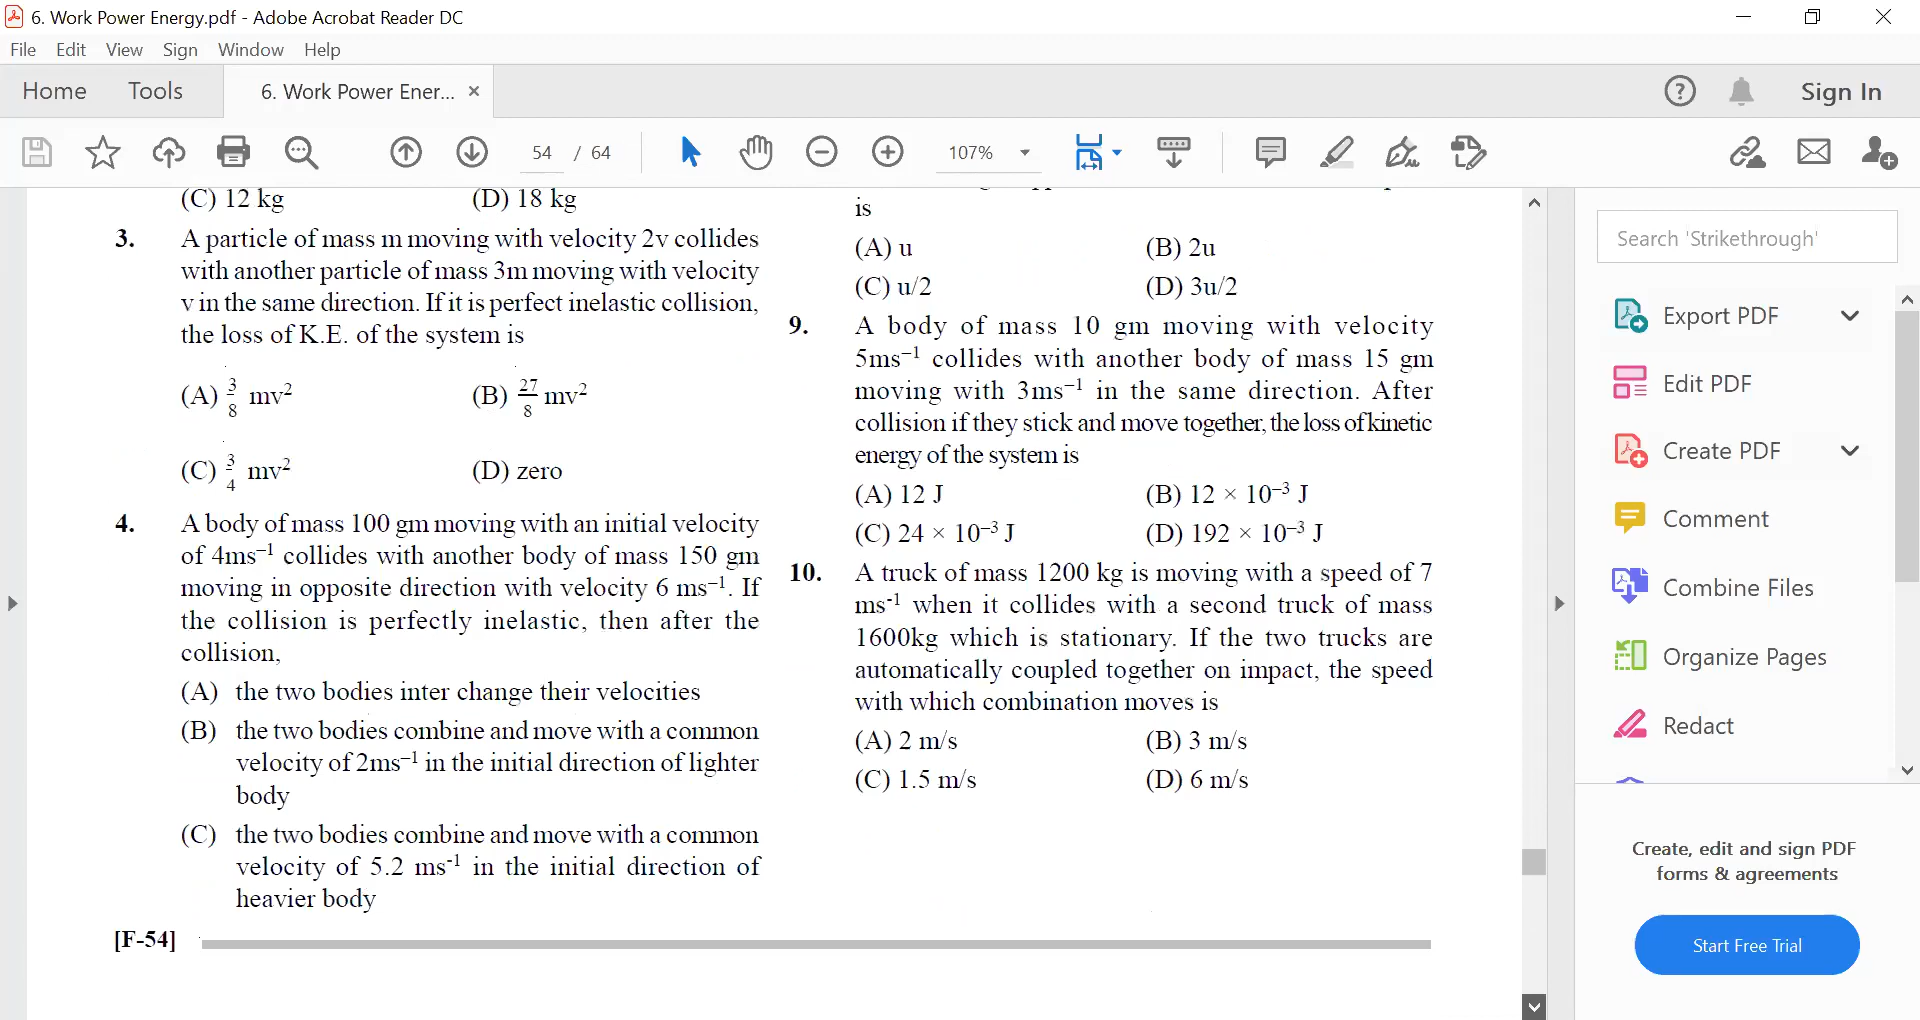 6. Work Power Energy.pdf - Adobe Acrobat Reader DC
File Edit View Sign Window Help
Home Tools 6. Work Power Ener... ×
Sign In
54 / 64
107%
(C) 12 kg (D) 18 kg
3. A particle of mass m moving with velocity 2v collides
with another particle of mass 3m moving with velocity
v in the same direction. If it is perfect inelastic collision,
the loss of K.E. of the system is
(A) 3/8 mv² (B) 27/8 mv²
(C) 3/4 mv² (D) zero
4. A body of mass 100 gm moving with an initial velocity
of 4ms⁻¹ collides with another body of mass 150 gm
moving in opposite direction with velocity 6 ms⁻¹. If
the collision is perfectly inelastic, then after the
collision,
(A) the two bodies inter change their velocities
(B) the two bodies combine and move with a common
velocity of 2ms⁻¹ in the initial direction of lighter
body
(C) the two bodies combine and move with a common
velocity of 5.2 ms⁻¹ in the initial direction of
heavier body
[F-54]
is
(A) u (B) 2u
(C) u/2 (D) 3u/2
9. A body of mass 10 gm moving with velocity
5ms⁻¹ collides with another body of mass 15 gm
moving with 3ms⁻¹ in the same direction. After
collision if they stick and move together, the loss of kinetic
energy of the system is
(A) 12 J (B) 12 × 10⁻³ J
(C) 24 × 10⁻³ J (D) 192 × 10⁻³ J
10. A truck of mass 1200 kg is moving with a speed of 7
ms⁻¹ when it collides with a second truck of mass
1600kg which is stationary. If the two trucks are
automatically coupled together on impact, the speed
with which combination moves is
(A) 2 m/s (B) 3 m/s
(C) 1.5 m/s (D) 6 m/s
Search 'Strikethrough'
Export PDF
Edit PDF
Create PDF
Comment
Combine Files
Organize Pages
Redact
Create, edit and sign PDF
forms & agreements
Start Free Trial